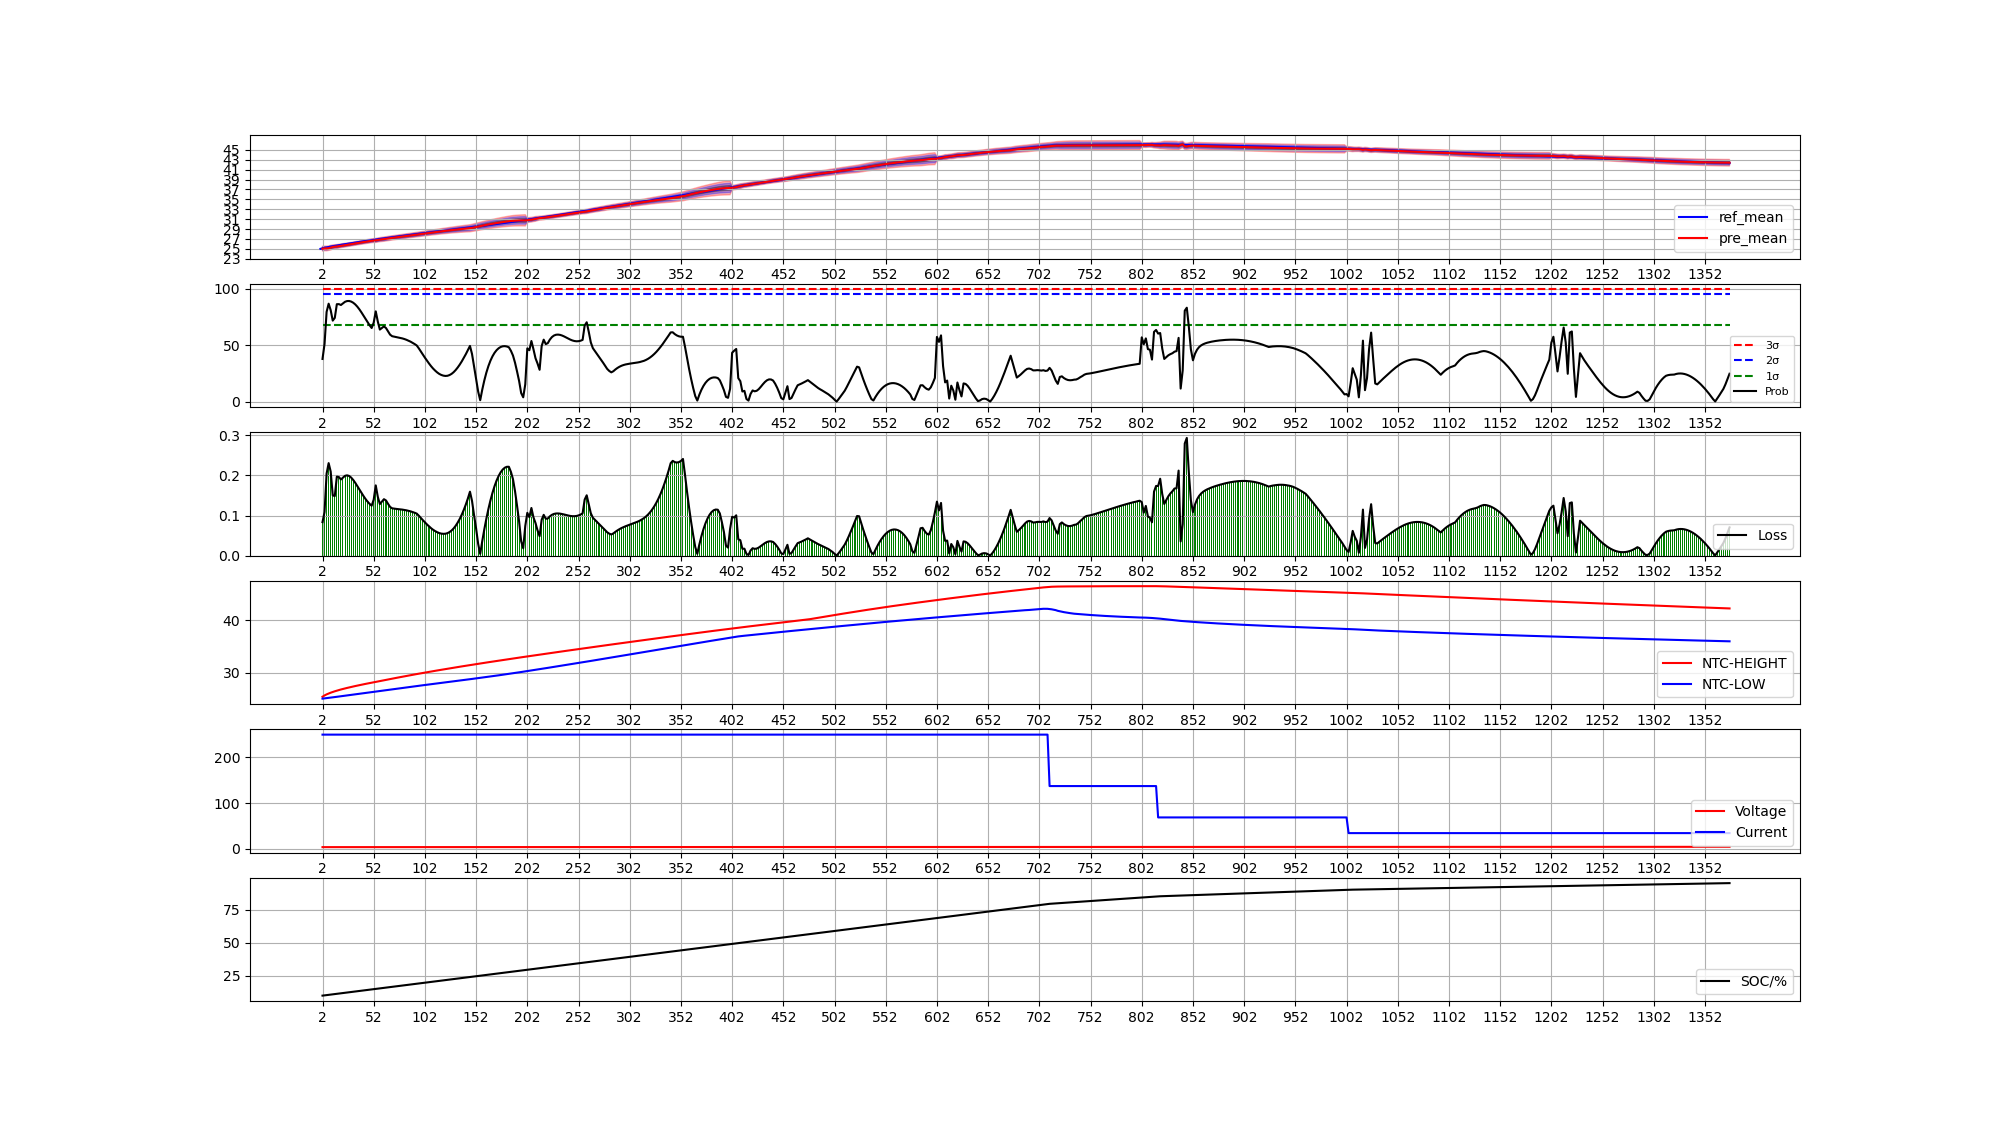 45
43
41
39
37
35
33
31
29
27
25
23
ref_mean
pre_mean
2 52 102 152 202 252 302 352 402 452 502 552 602 652 702 752 802 852 902 952 1002 1052 1102 1152 1202 1252 1302 1352
100
50
0
3σ
2σ
1σ
Prob
2 52 102 152 202 252 302 352 402 452 502 552 602 652 702 752 802 852 902 952 1002 1052 1102 1152 1202 1252 1302 1352
0.3
0.2
0.1
0.0
Loss
2 52 102 152 202 252 302 352 402 452 502 552 602 652 702 752 802 852 902 952 1002 1052 1102 1152 1202 1252 1302 1352
40
30
NTC-HEIGHT
NTC-LOW
2 52 102 152 202 252 302 352 402 452 502 552 602 652 702 752 802 852 902 952 1002 1052 1102 1152 1202 1252 1302 1352
200
100
0
Voltage
Current
2 52 102 152 202 252 302 352 402 452 502 552 602 652 702 752 802 852 902 952 1002 1052 1102 1152 1202 1252 1302 1352
75
50
25
SOC/%
2 52 102 152 202 252 302 352 402 452 502 552 602 652 702 752 802 852 902 952 1002 1052 1102 1152 1202 1252 1302 1352